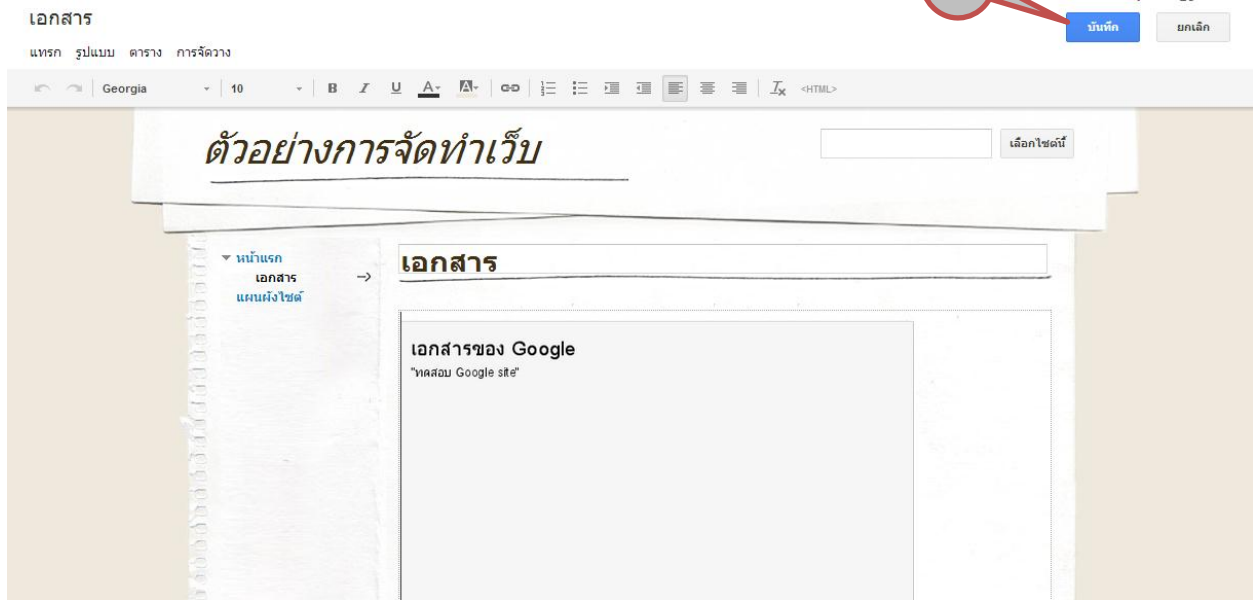 เอกสาร
บันทึก ยกเลิก
แทรก รูปแบบ ตาราง การจัดวาง
Georgia 10 B I U A A <HTML>
ตัวอย่างการจัดทำเว็บ
เลือกไซต์นี้
หน้าแรก
เอกสาร
แผนผังไซต์
เอกสาร
เอกสารของ Google
"ทดสอบ Google site"